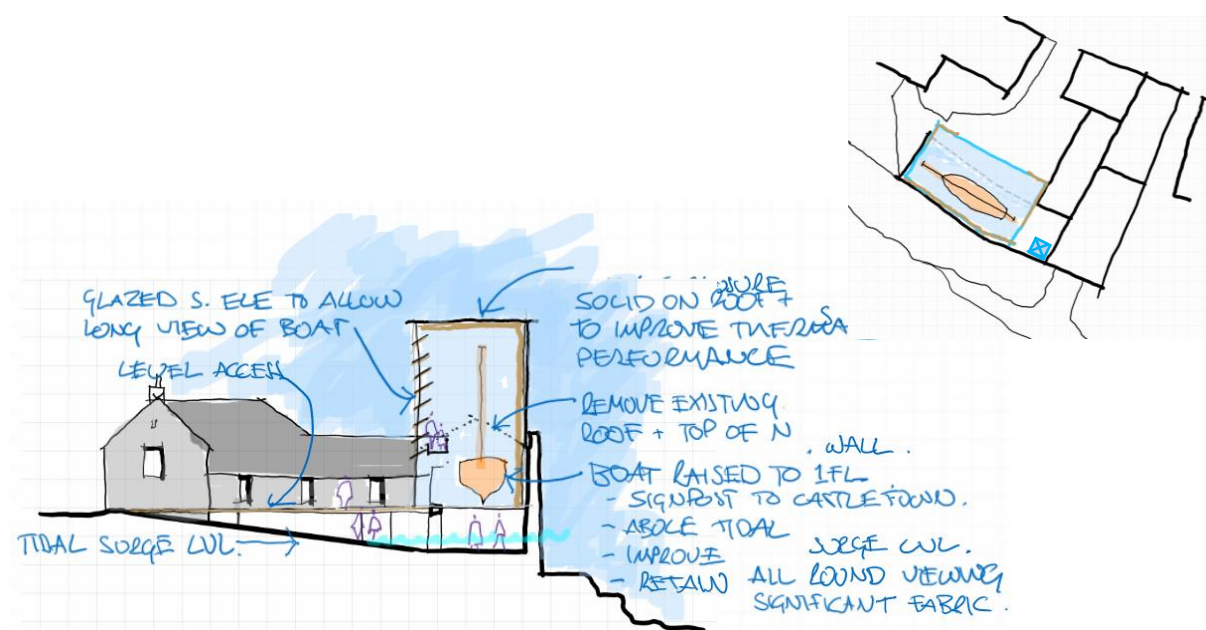 GLAZED S. ELE TO ALLOW
LONG VIEW OF BOAT
LEVEL ACCESS
TIDAL SURGE LVL.
SOLID ON ROOF +
TO IMPROVE THERMA
PERFORMANCE
REMOVE EXISTING
ROOF + TOP OF N
WALL.
BOAT RAISED TO 1FL
- SIGNPOST TO CASTLETOWN.
- ABOVE TIDAL
SURGE LVL.
- IMPROVE
- RETAIN ALL ROUND VIEWING
SIGNIFICANT FABRIC.